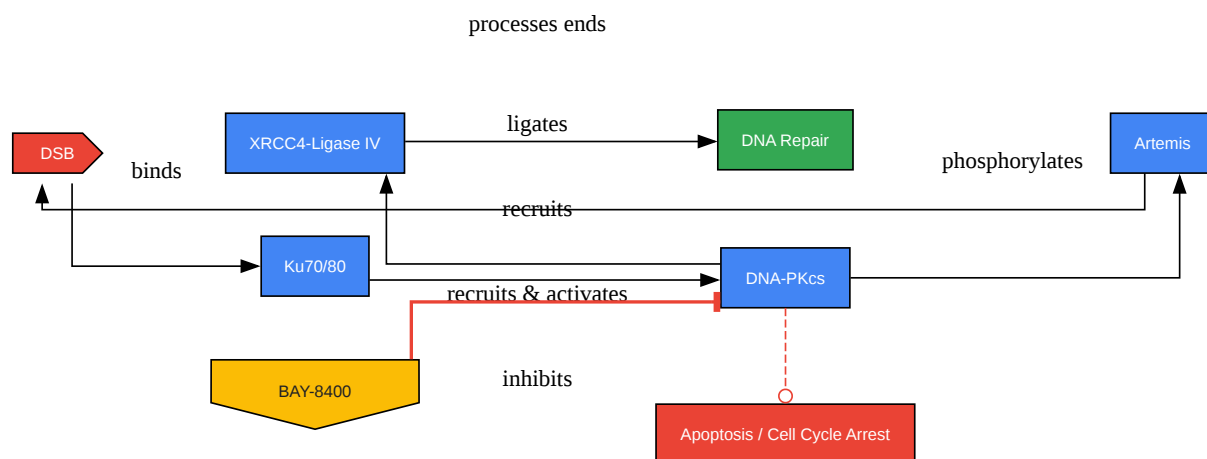 processes ends
ligates
XRCC4-Ligase IV
DNA Repair
Artemis
DSB
phosphorylates
binds
recruits
Ku70/80
DNA-PKcs
recruits & activates
inhibits
BAY-8400
Apoptosis / Cell Cycle Arrest